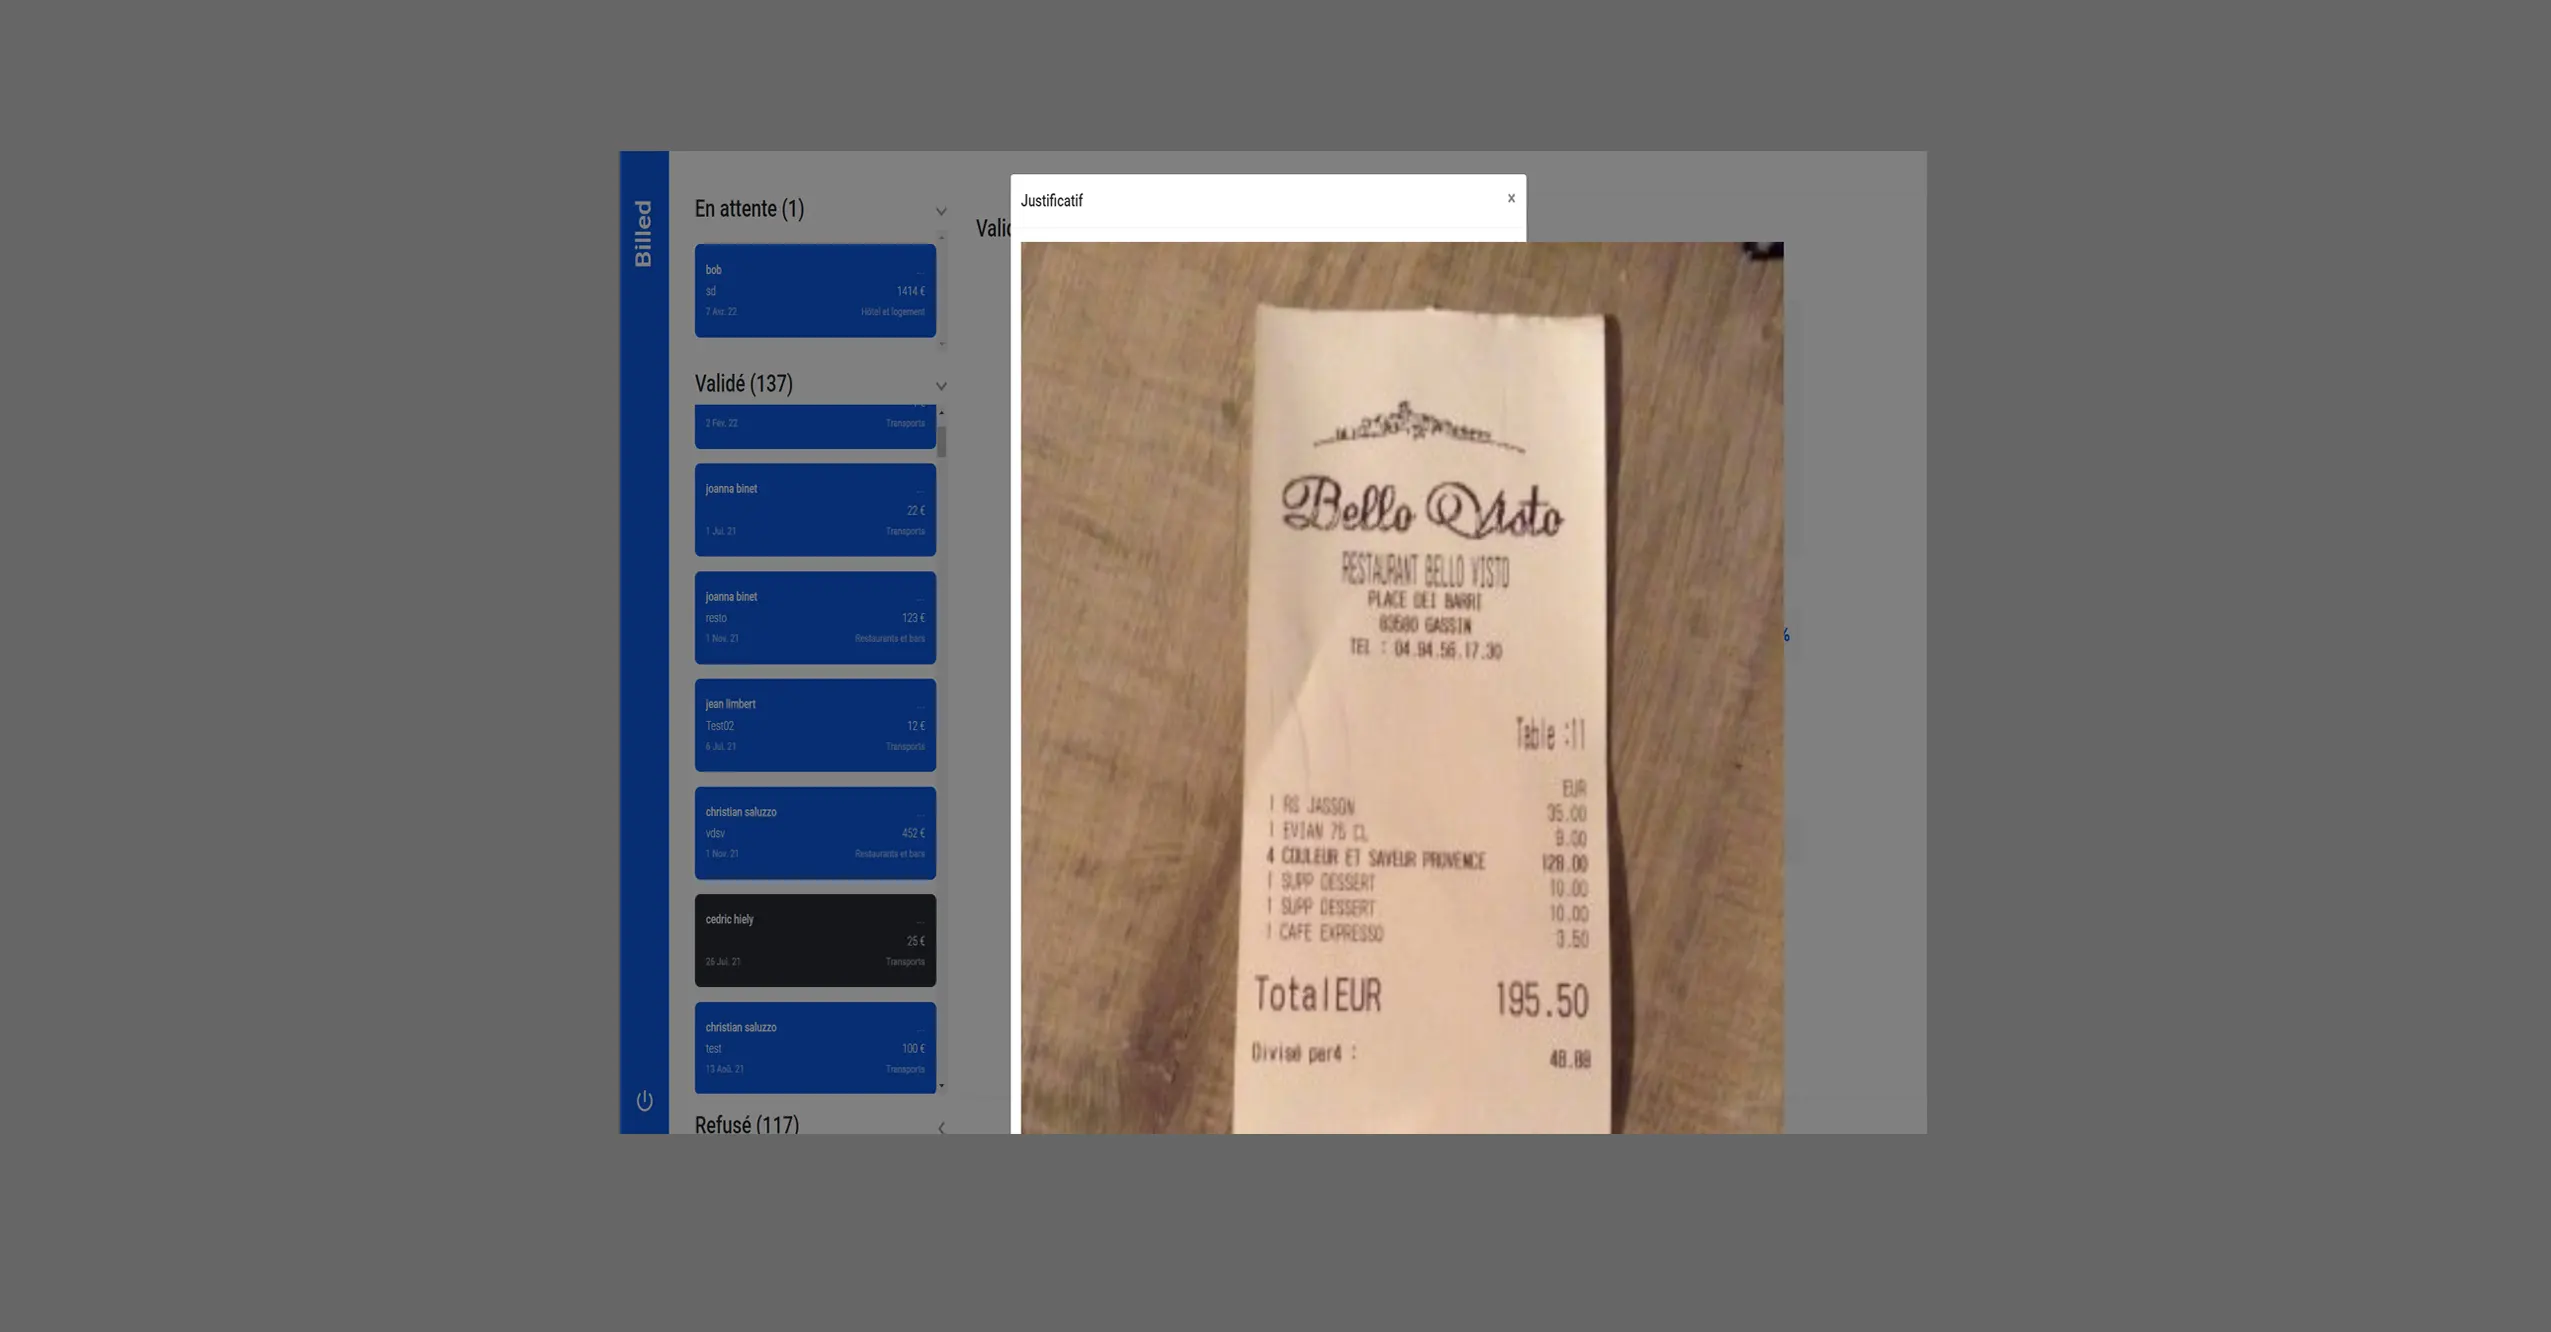 Billed
En attente (1)
bob
...
sd
1414 €
7 Avr. 22
Hôtel et logement
Validé (137)
2 Fév. 22
Transports
joanna binet
...
22 €
1 Jul. 21
Transports
joanna binet
...
resto
123 €
1 Nov. 21
Restaurants et bars
jean limbert
...
Test02
12 €
6 Jul. 21
Transports
christian saluzzo
...
vdsv
452 €
1 Nov. 21
Restaurants et bars
cedric hiely
...
25 €
26 Jul. 21
Transports
christian saluzzo
...
test
100 €
13 Aoû. 21
Transports
Refusé (117)
Valid
Justificatif
×
Bello Visto
RESTAURANT BELLO VISTO
PLACE DEI BARRI
83580 GASSIN
TEL : 04.94.56.17.30
Table :11
EUR
1 RS JASSON 35.00
1 EVIAN 75 CL 9.00
4 COULEUR ET SAVEUR PROVENCE 128.00
1 SUPP DESSERT 10.00
1 SUPP DESSERT 10.00
1 CAFE EXPRESSO 3.50
TotalEUR 195.50
Divisé par4 : 48.88
%